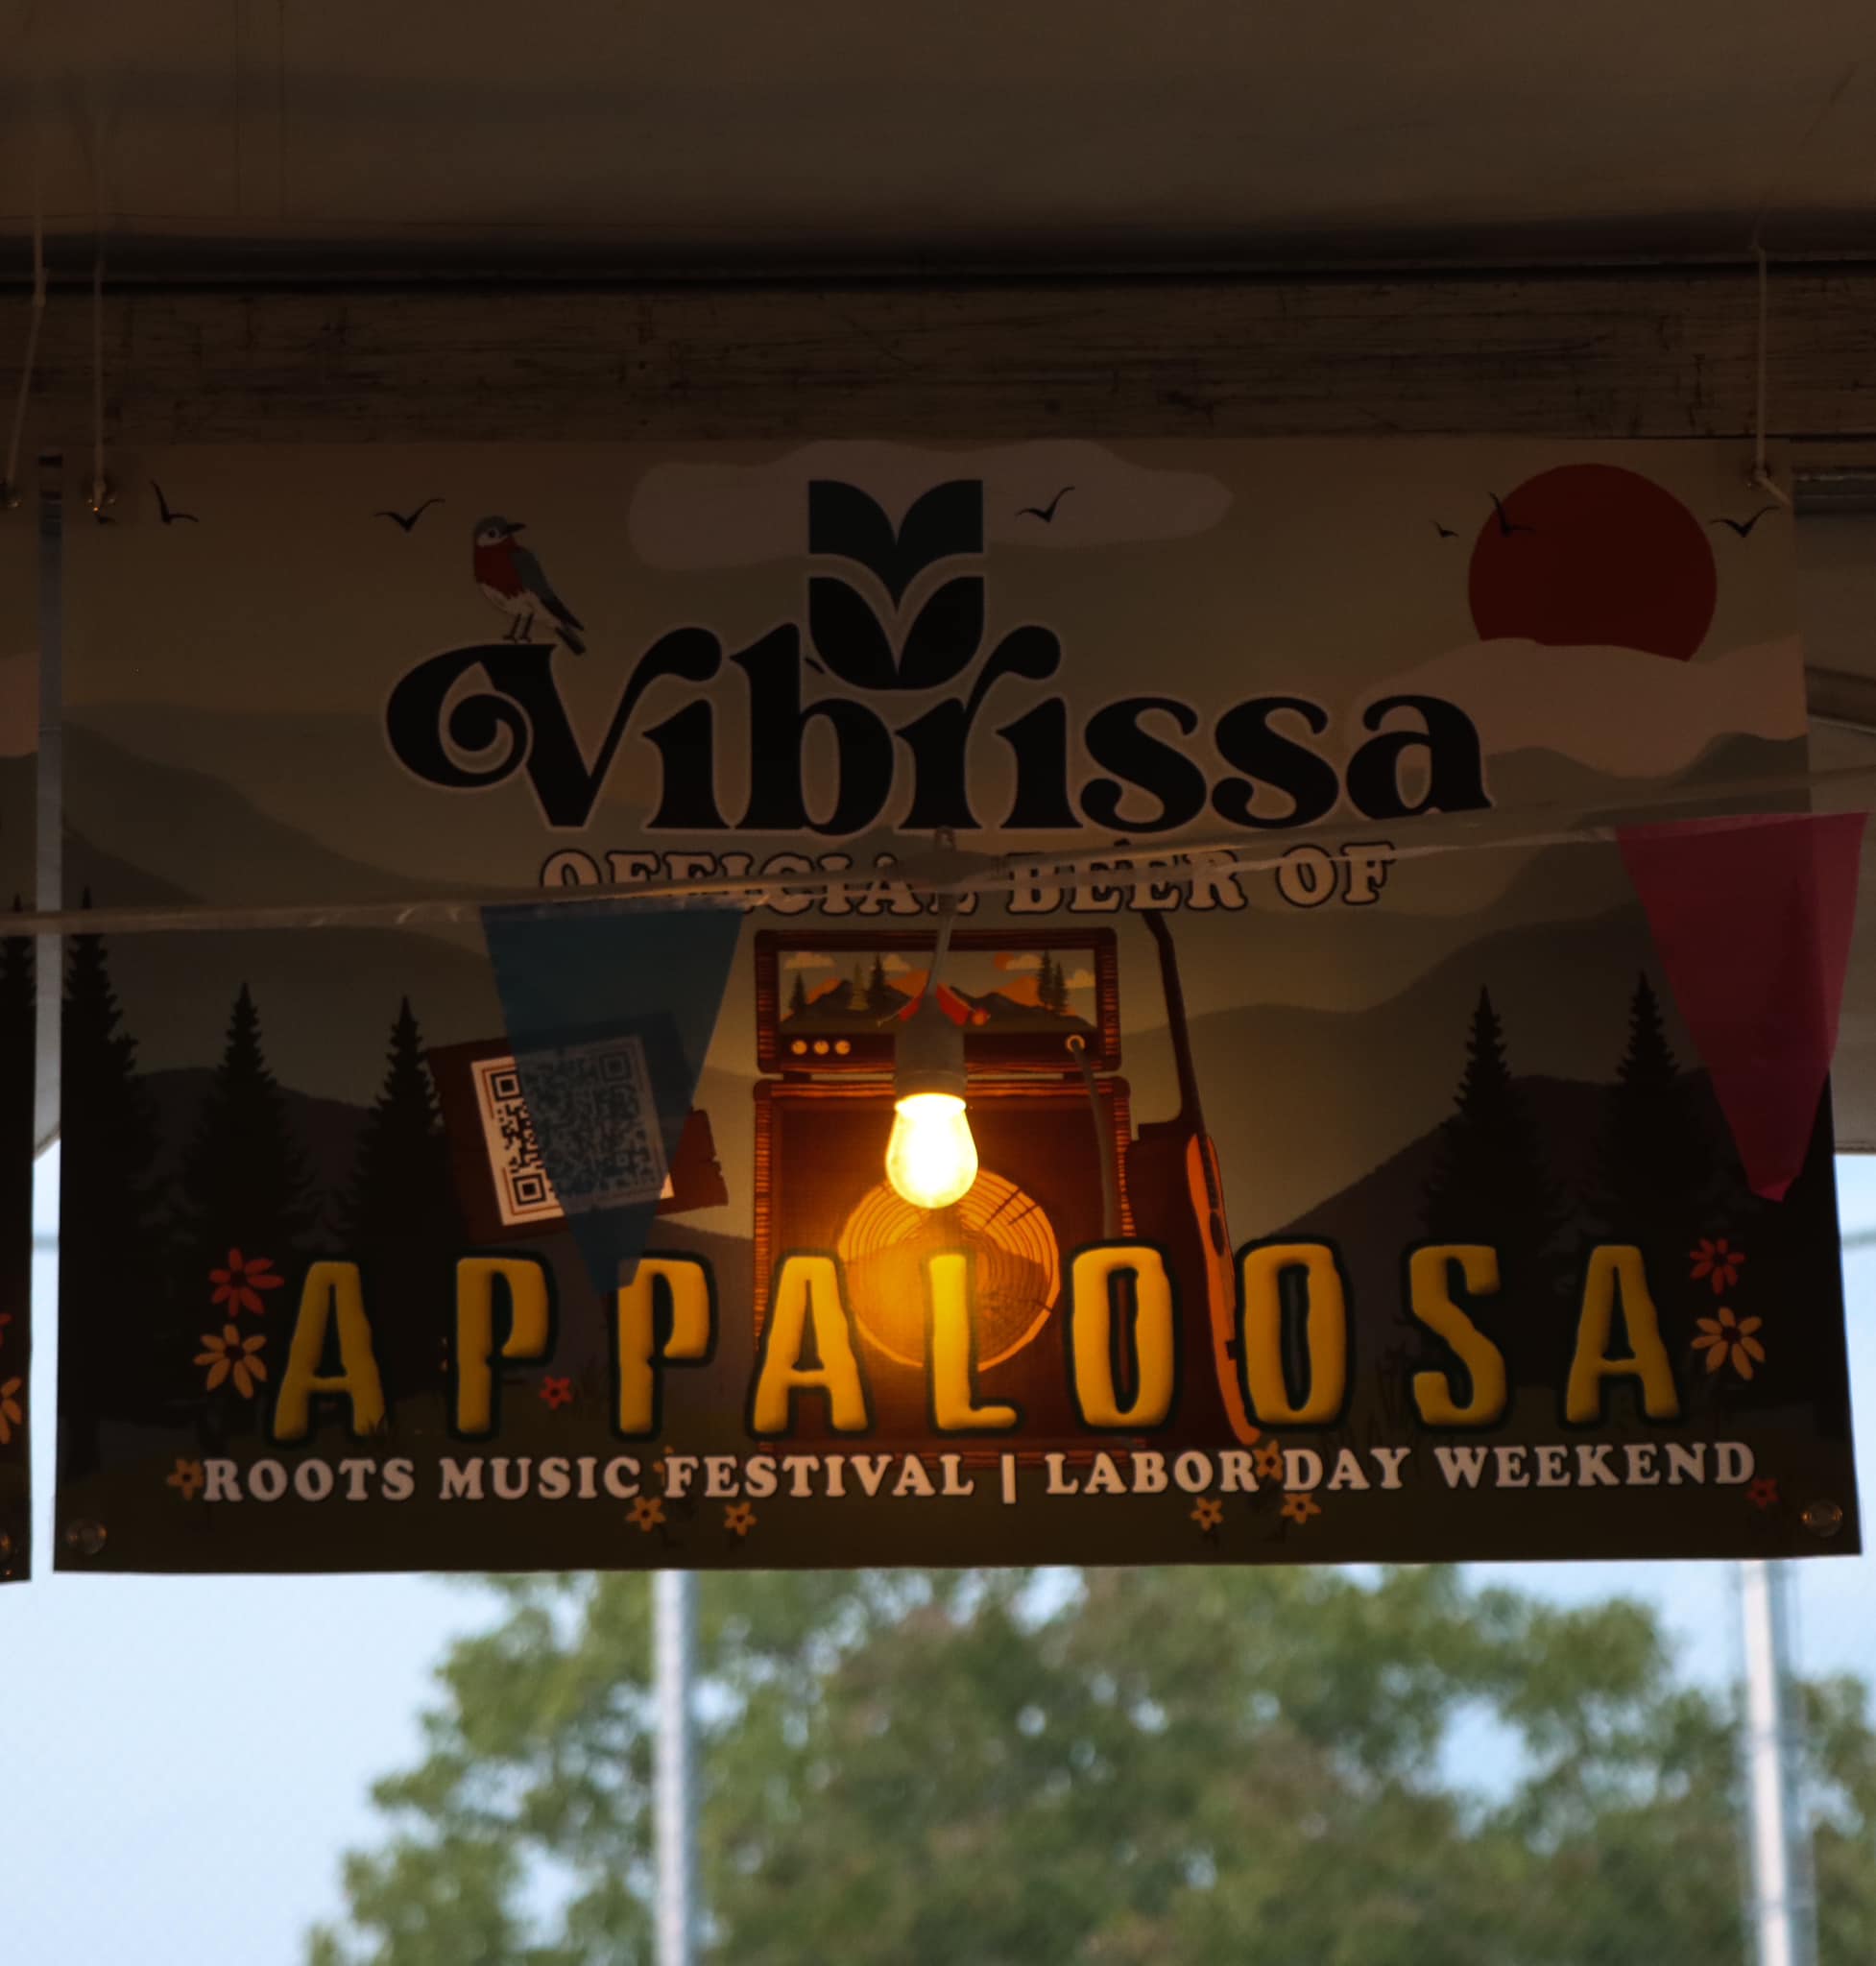 Vibrissa
OFFICIAL BEER OF
APPALOOSA
ROOTS MUSIC FESTIVAL | LABOR DAY WEEKEND